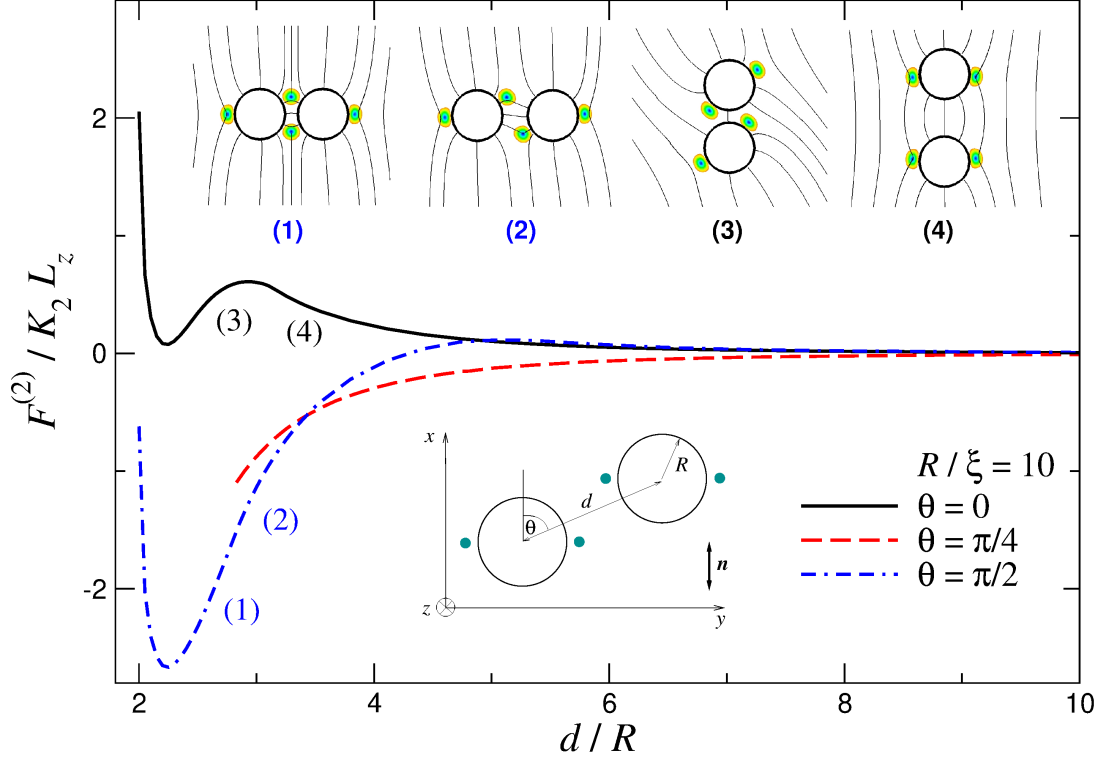 F⁽²⁾ / K₂ L_z
2
0
-2
(1)
(2)
(3)
(4)
(3)
(4)
(2)
(1)
x
R
d
θ
n
z
y
R / ξ = 10
θ = 0
θ = π/4
θ = π/2
2
4
6
8
10
d / R